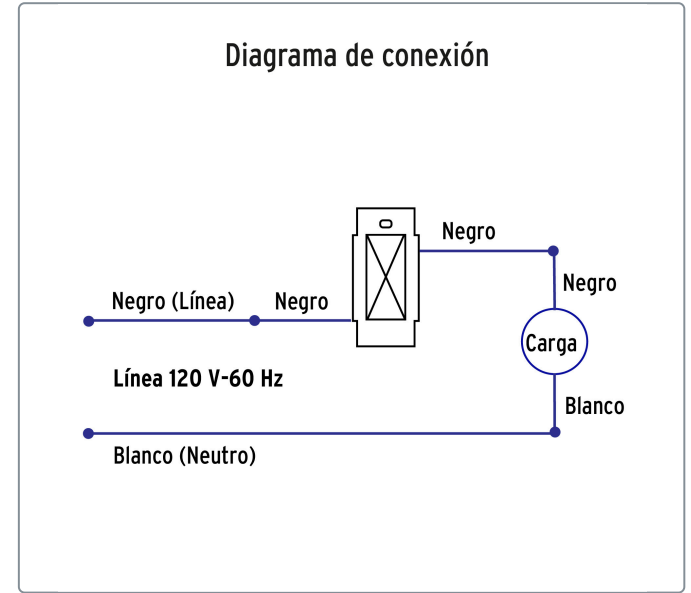 Diagrama de conexión
Negro
Negro
Negro (Línea)
Negro
Carga
Línea 120 V-60 Hz
Blanco
Blanco (Neutro)